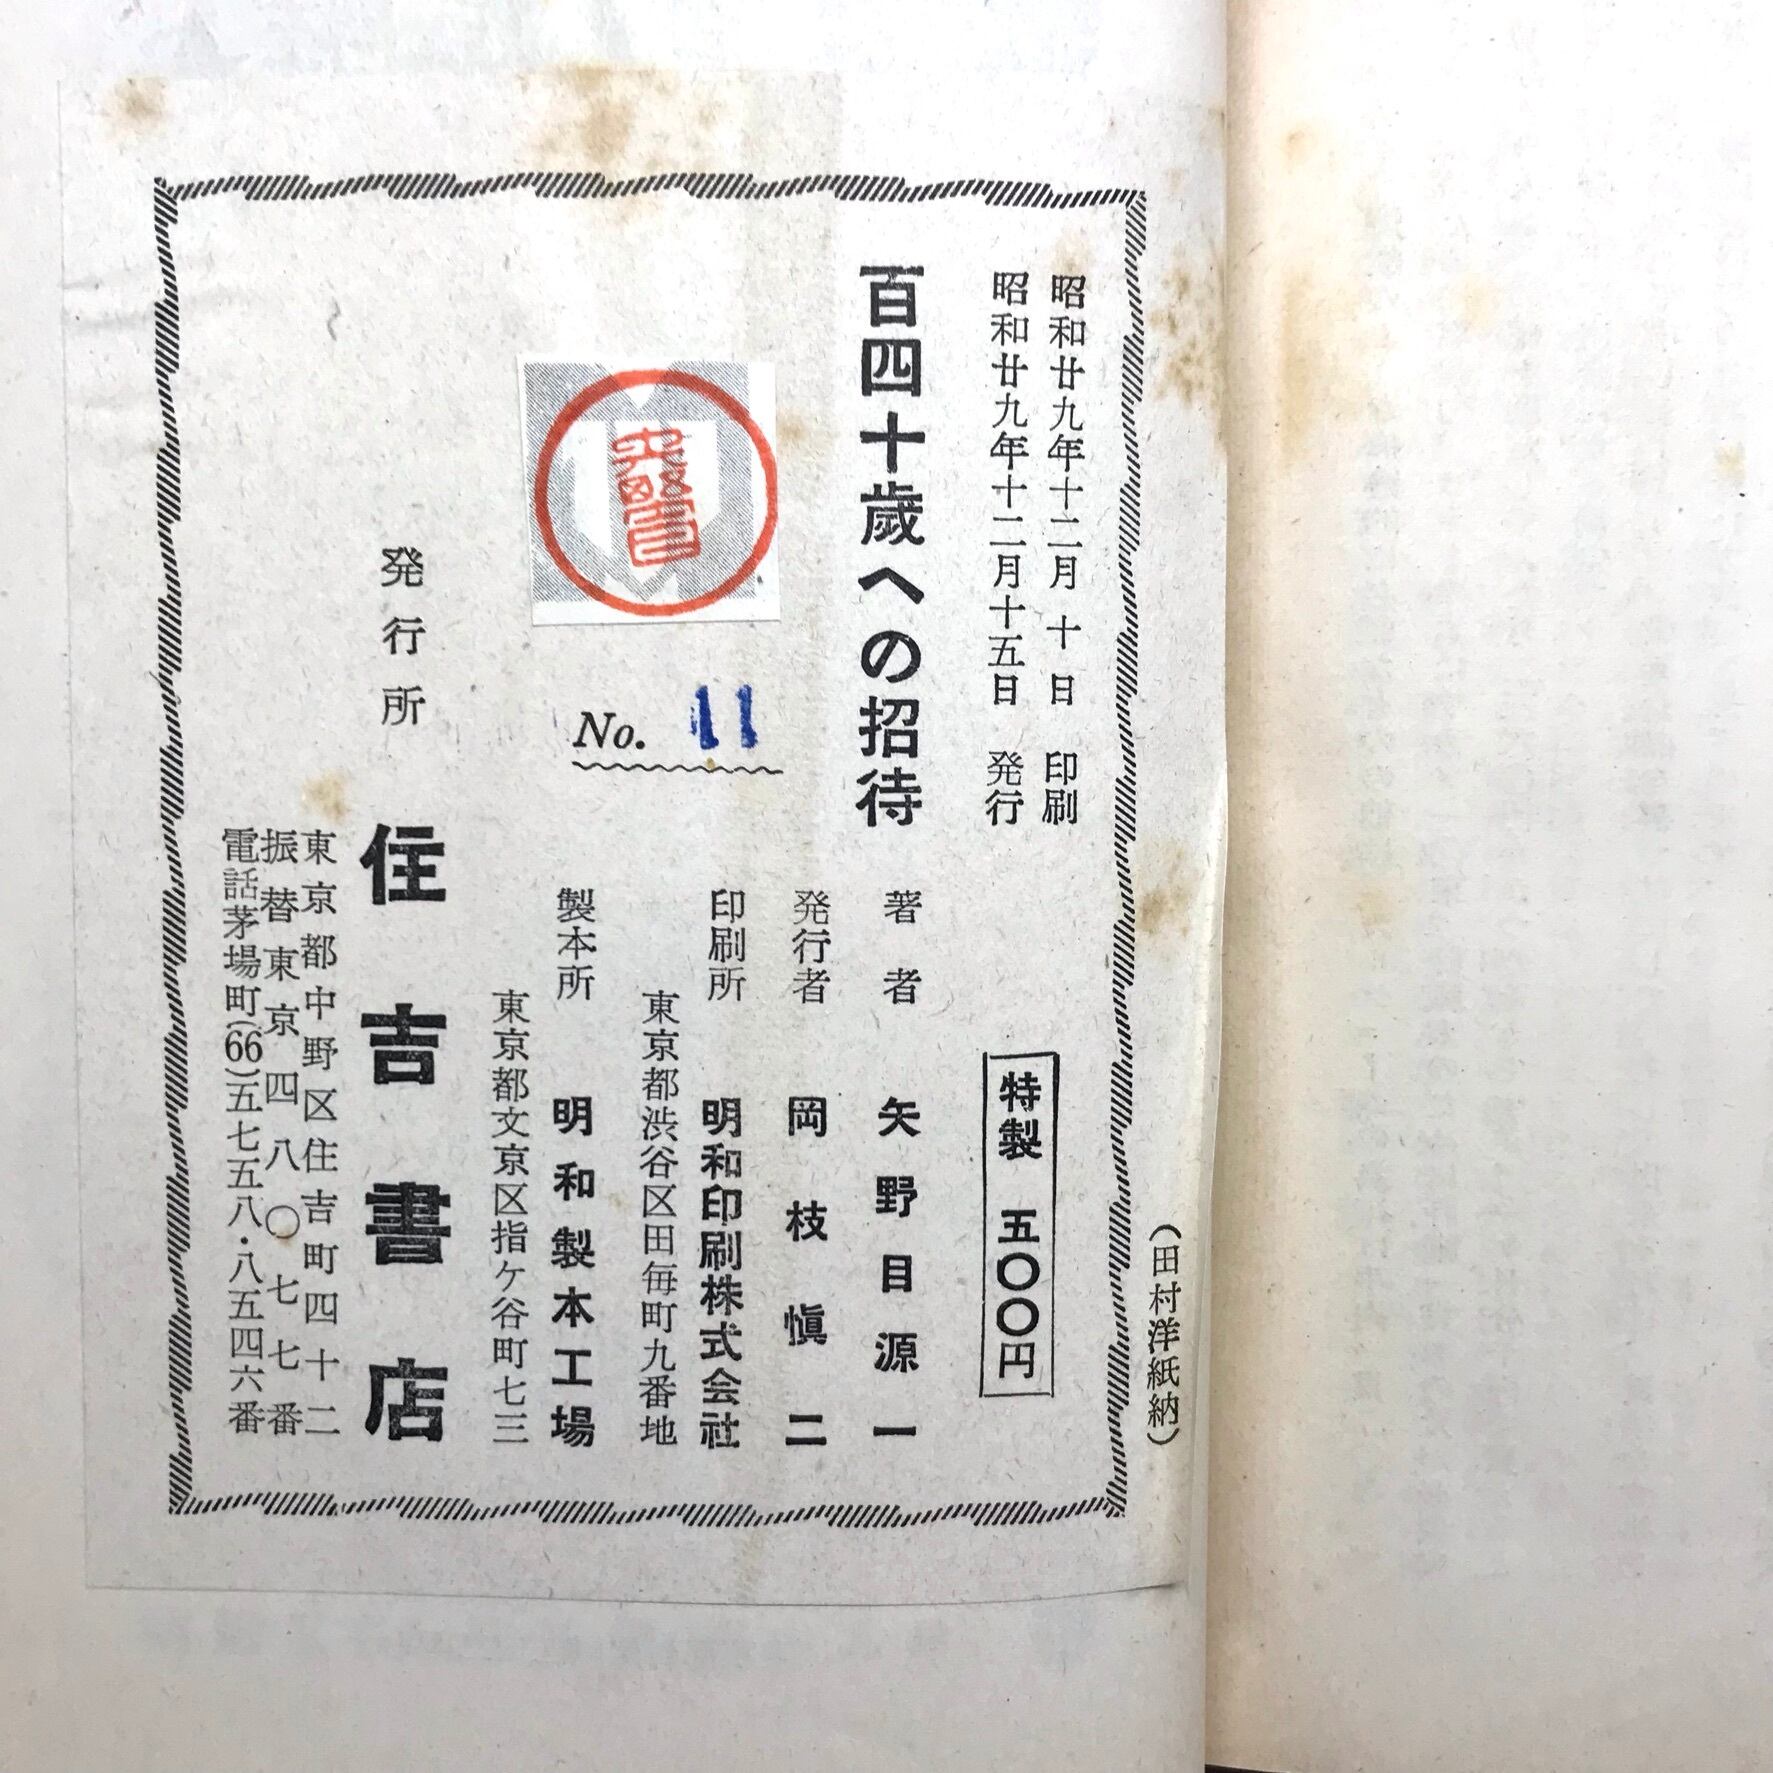 昭和廿九年十二月十日　印刷
昭和廿九年十二月十五日　発行
特製　五〇〇円
百四十歳への招待
著者　矢野目源一
発行者　岡枝愼二
印刷所　明和印刷株式会社
東京都渋谷区田毎町九番地
製本所　明和製本工場
東京都文京区指ケ谷町七三
No. 11
発行所　住吉書店
東京都中野区住吉町四十二
振替東京四八〇七七番
電話茅場町(66)五七五八・八五四六番
(田村洋紙納)